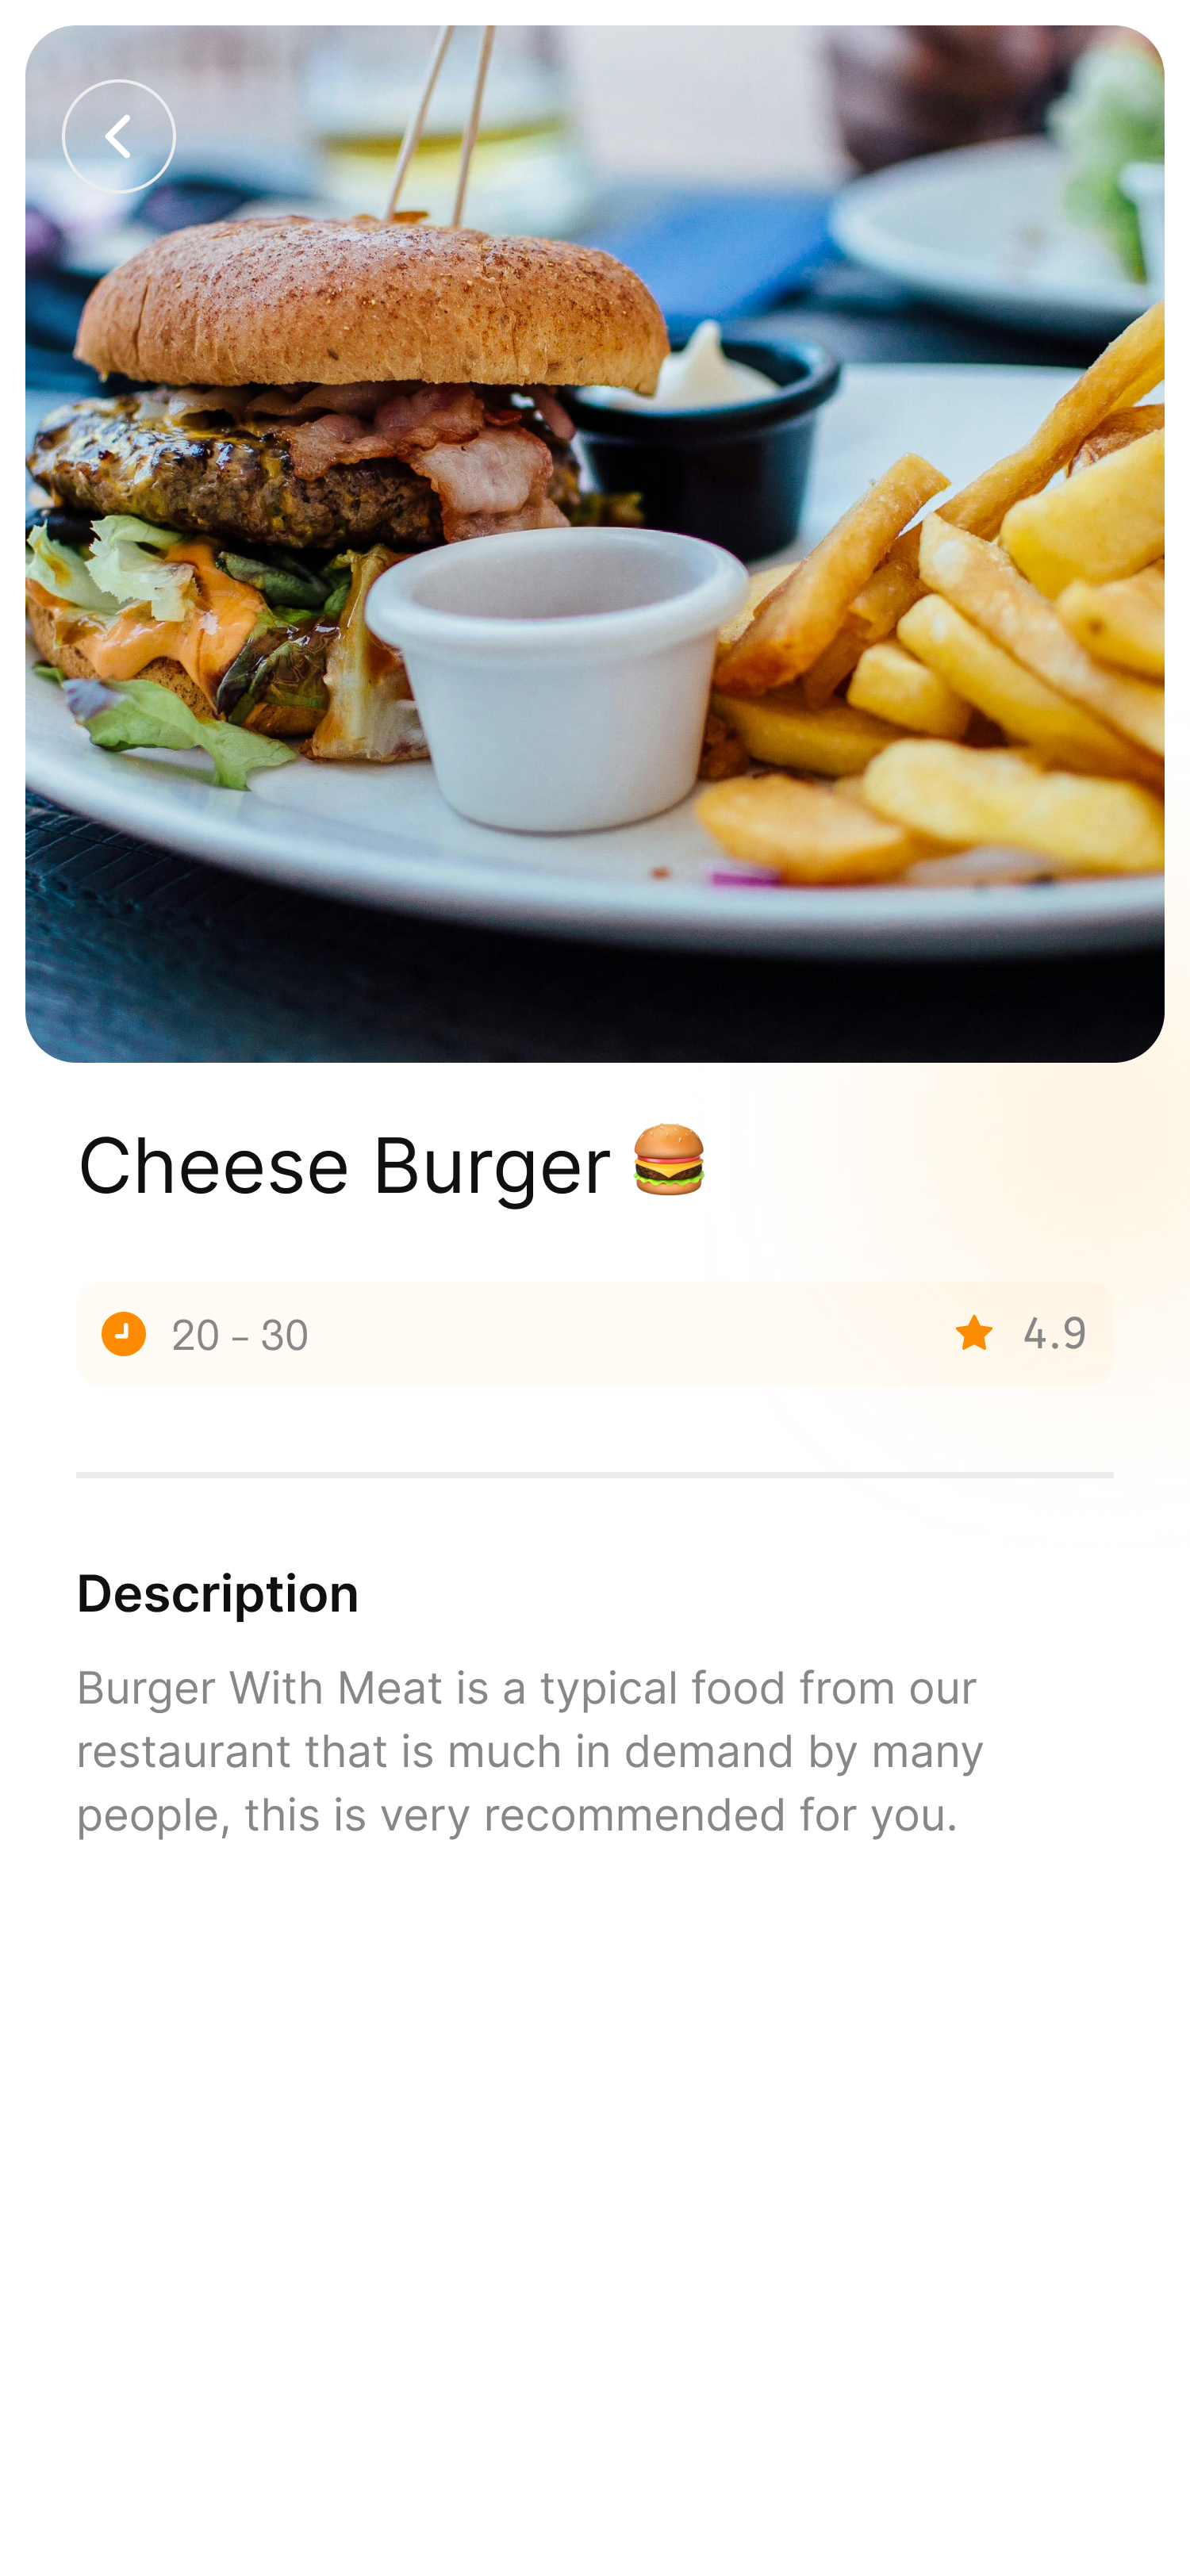 Cheese Burger 🍔
20 – 30
4.9
Description
Burger With Meat is a typical food from our
restaurant that is much in demand by many
people, this is very recommended for you.